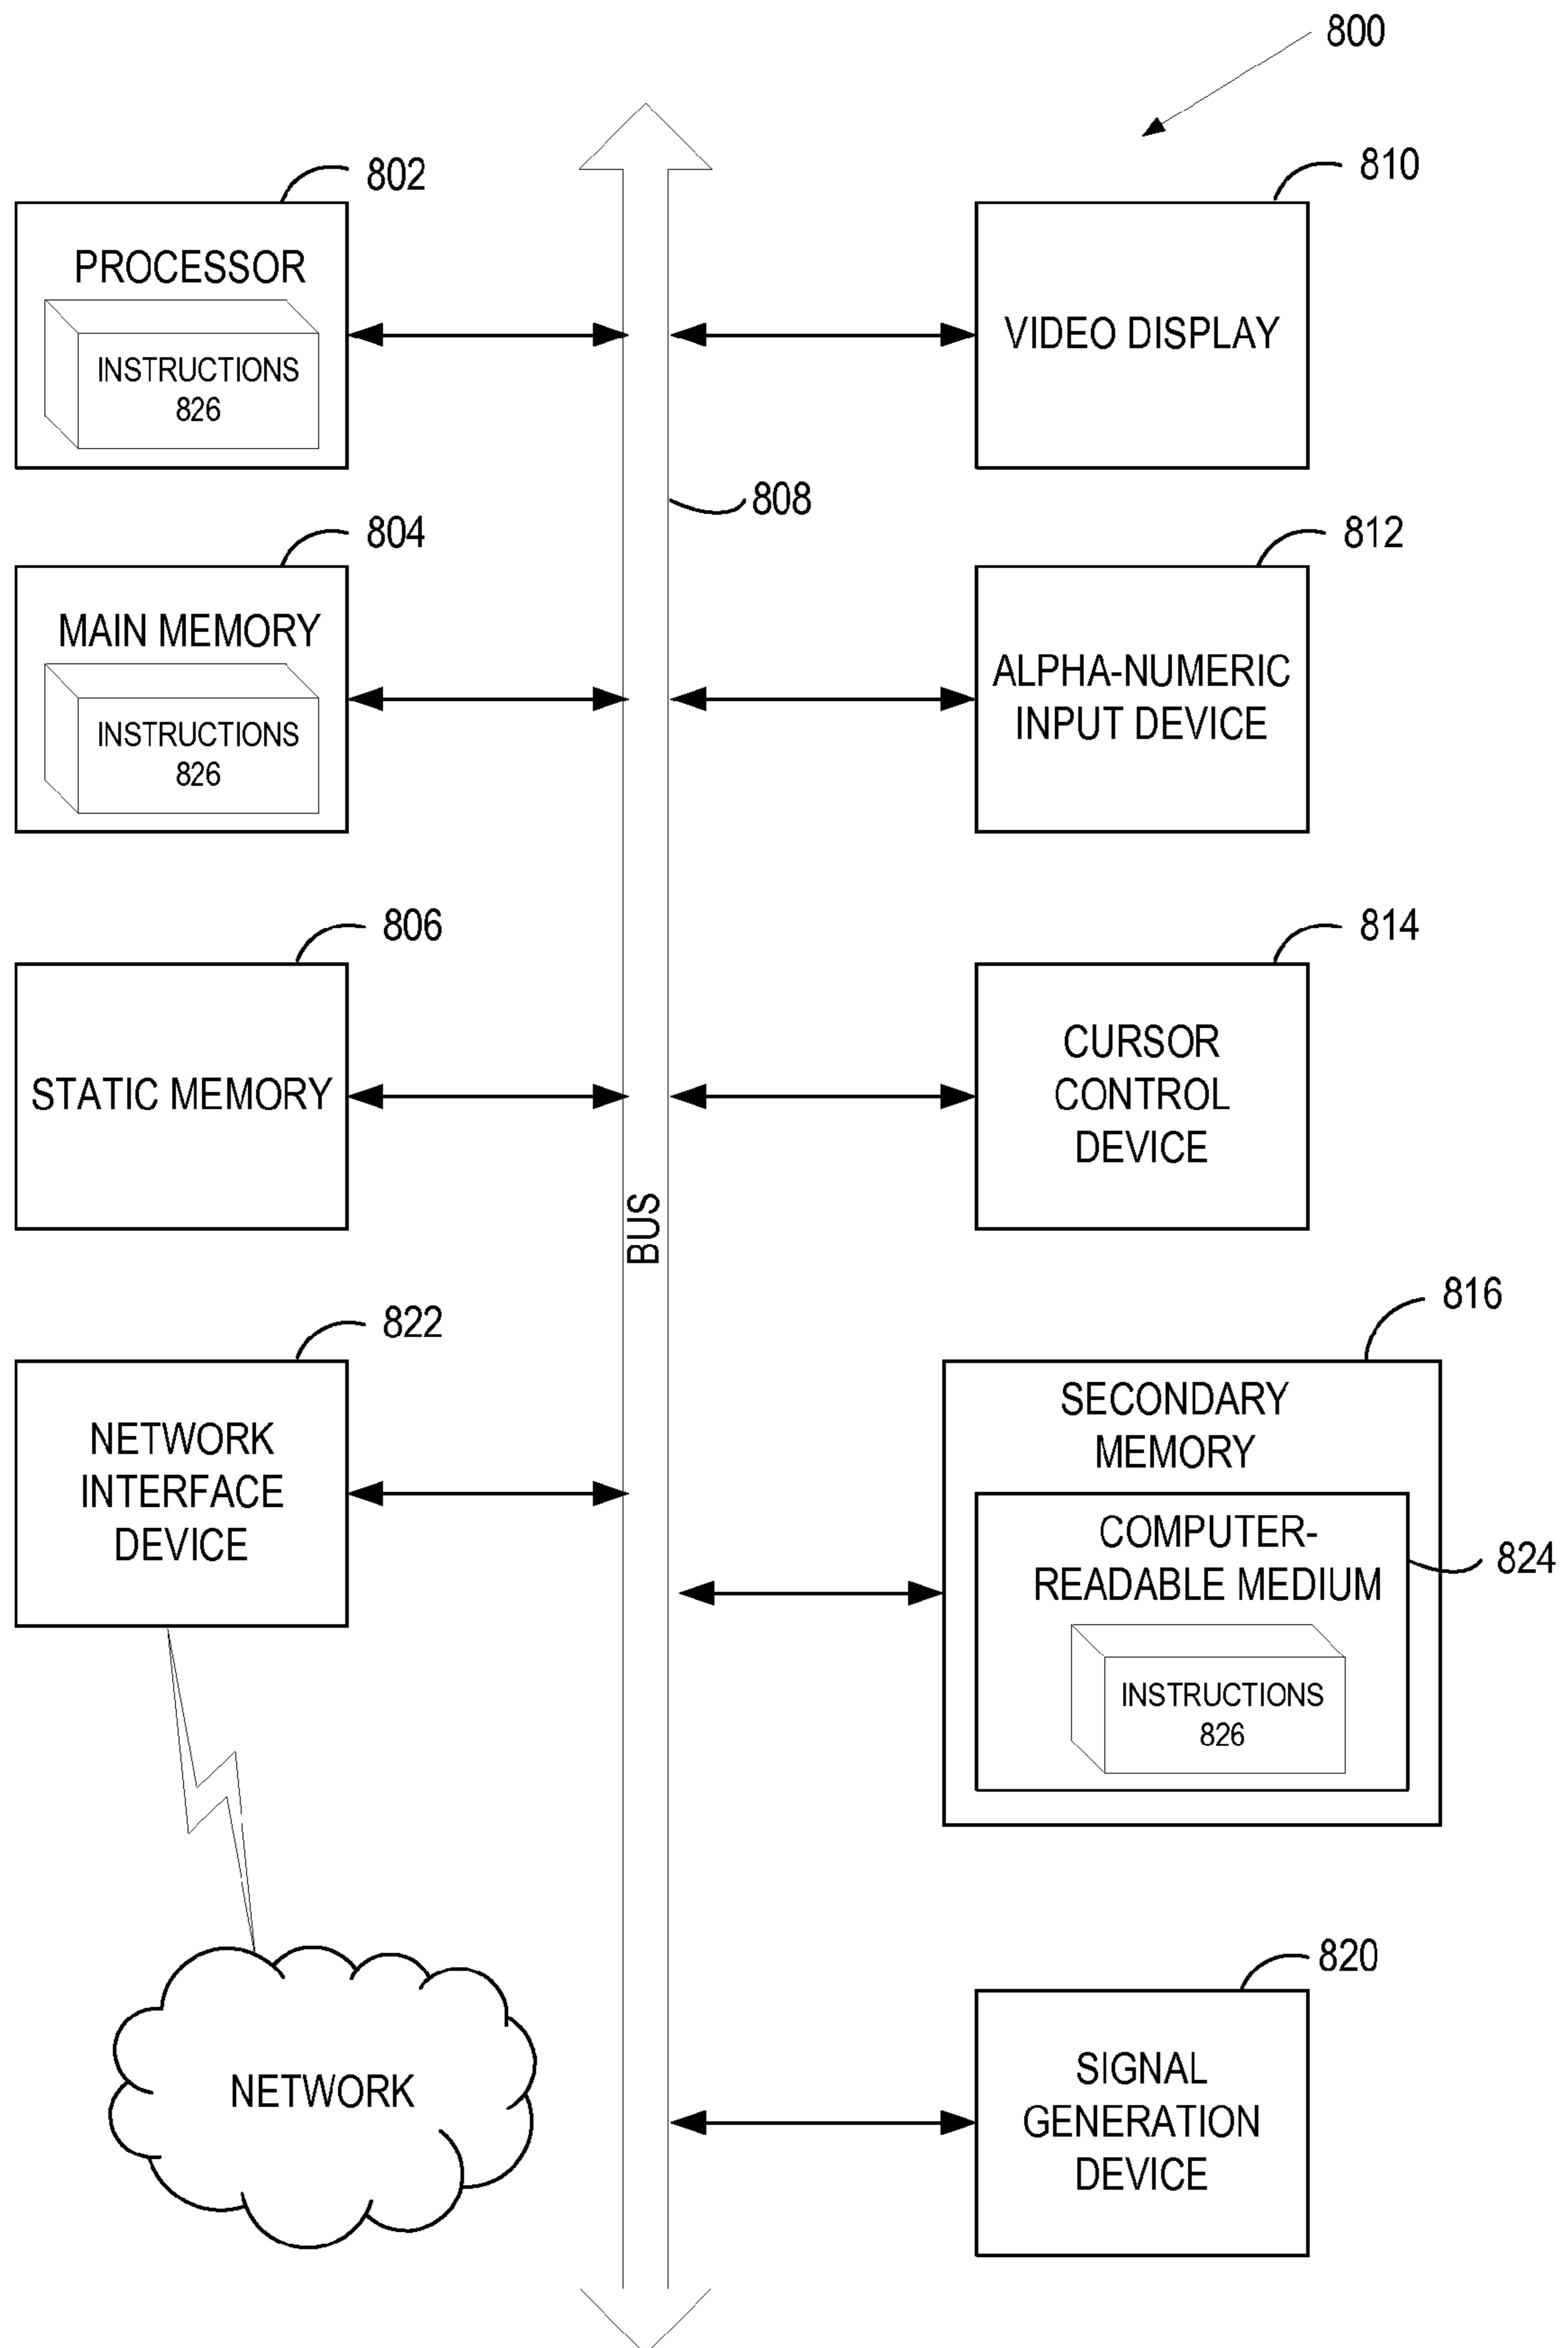 800
802
810
PROCESSOR
INSTRUCTIONS
826
VIDEO DISPLAY
808
804
812
MAIN MEMORY
INSTRUCTIONS
826
ALPHA-NUMERIC
INPUT DEVICE
806
814
STATIC MEMORY
CURSOR
CONTROL
DEVICE
BUS
822
816
NETWORK
INTERFACE
DEVICE
SECONDARY
MEMORY
COMPUTER-
READABLE MEDIUM
824
INSTRUCTIONS
826
820
NETWORK
SIGNAL
GENERATION
DEVICE